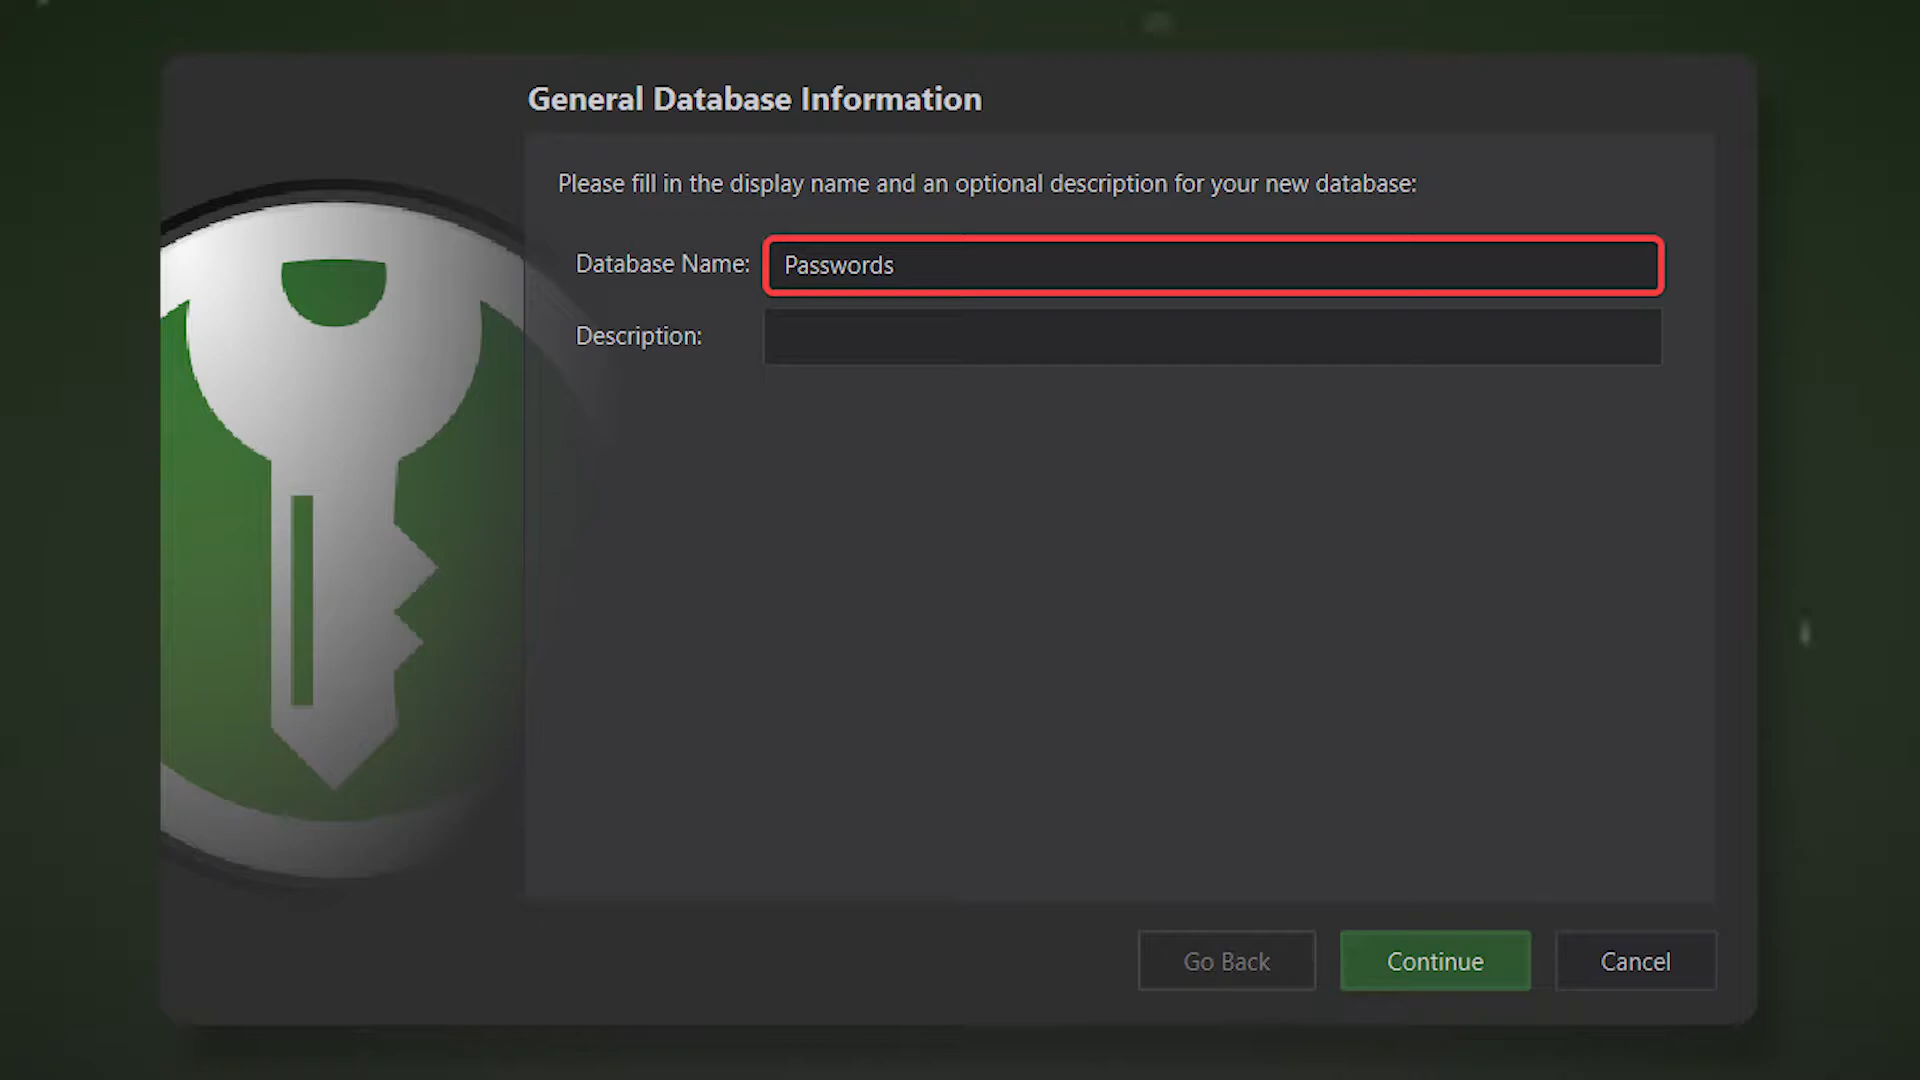 General Database Information
Please fill in the display name and an optional description for your new database:
Database Name: Passwords
Description:
Go Back Continue Cancel